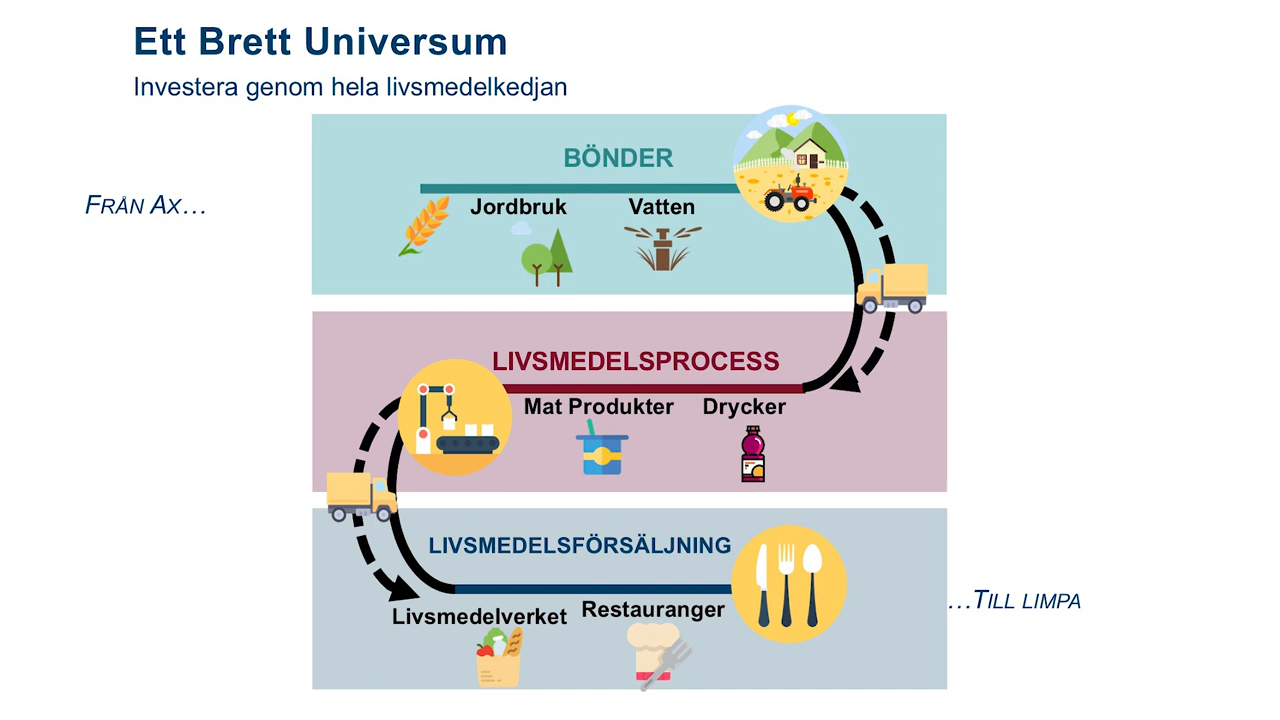 Ett Brett Universum
Investera genom hela livsmedelkedjan
BÖNDER
FRÅN AX…
Jordbruk Vatten
LIVSMEDELSPROCESS
Mat Produkter Drycker
LIVSMEDELSFÖRSÄLJNING
Livsmedelverket Restauranger
…TILL LIMPA